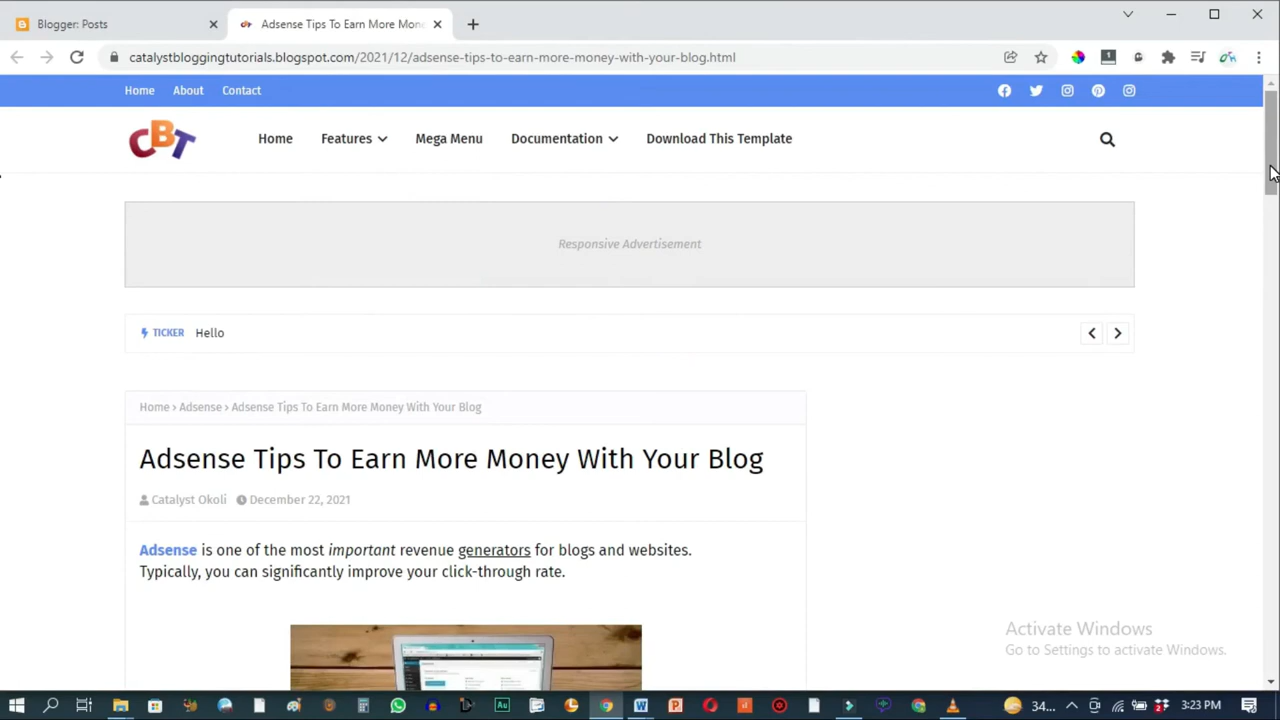 Blogger: Posts
Adsense Tips To Earn More Mone
catalystbloggingtutorials.blogspot.com/2021/12/adsense-tips-to-earn-more-money-with-your-blog.html
1
Home About Contact
CBT
Home Features Mega Menu Documentation Download This Template
Responsive Advertisement
TICKER Hello
Home › Adsense › Adsense Tips To Earn More Money With Your Blog
Adsense Tips To Earn More Money With Your Blog
Catalyst Okoli December 22, 2021
Adsense is one of the most important revenue generators for blogs and websites.
Typically, you can significantly improve your click-through rate.
Activate Windows
Go to Settings to activate Windows.
34... 3:23 PM